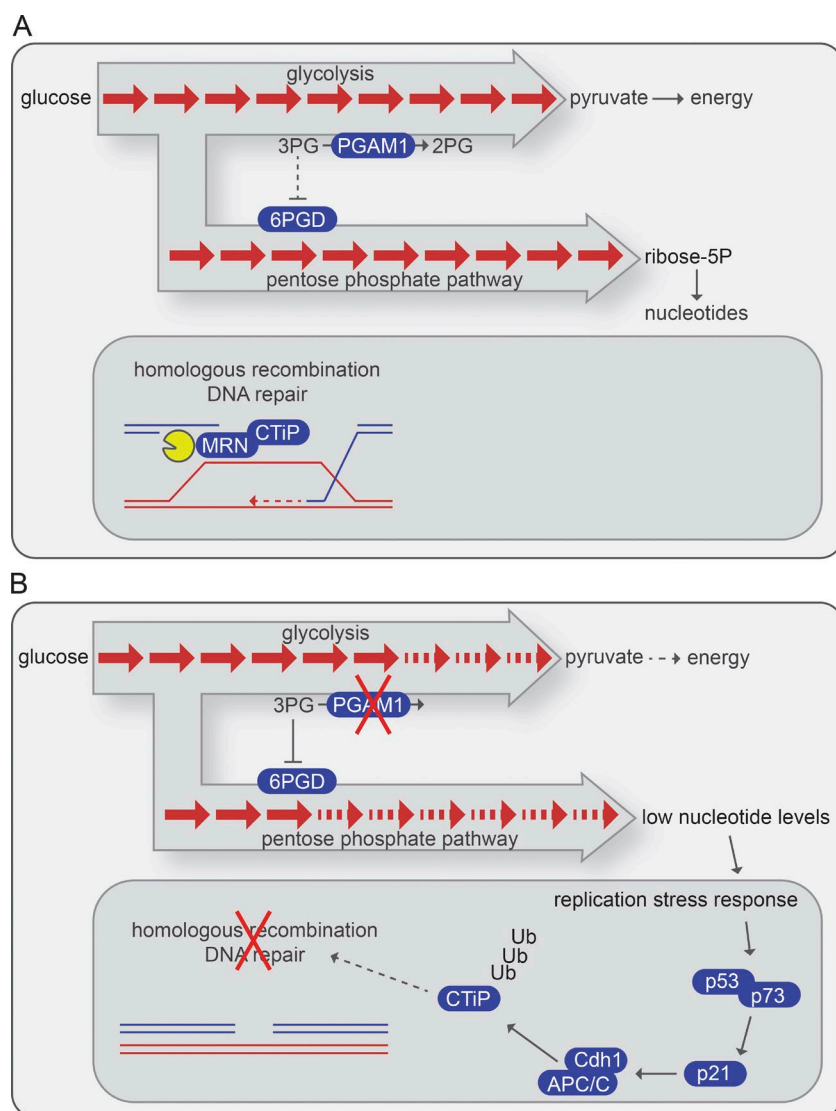 A
glycolysis
glucose
pyruvate
energy
3PG
PGAM1
2PG
6PGD
ribose-5P
pentose phosphate pathway
nucleotides
homologous recombination
DNA repair
CTiP
MRN
B
glycolysis
glucose
pyruvate
energy
3PG
PGAM1
6PGD
low nucleotide levels
pentose phosphate pathway
replication stress response
homologous recombination
DNA repair
Ub
Ub
Ub
CTiP
p53
p73
Cdh1
APC/C
p21